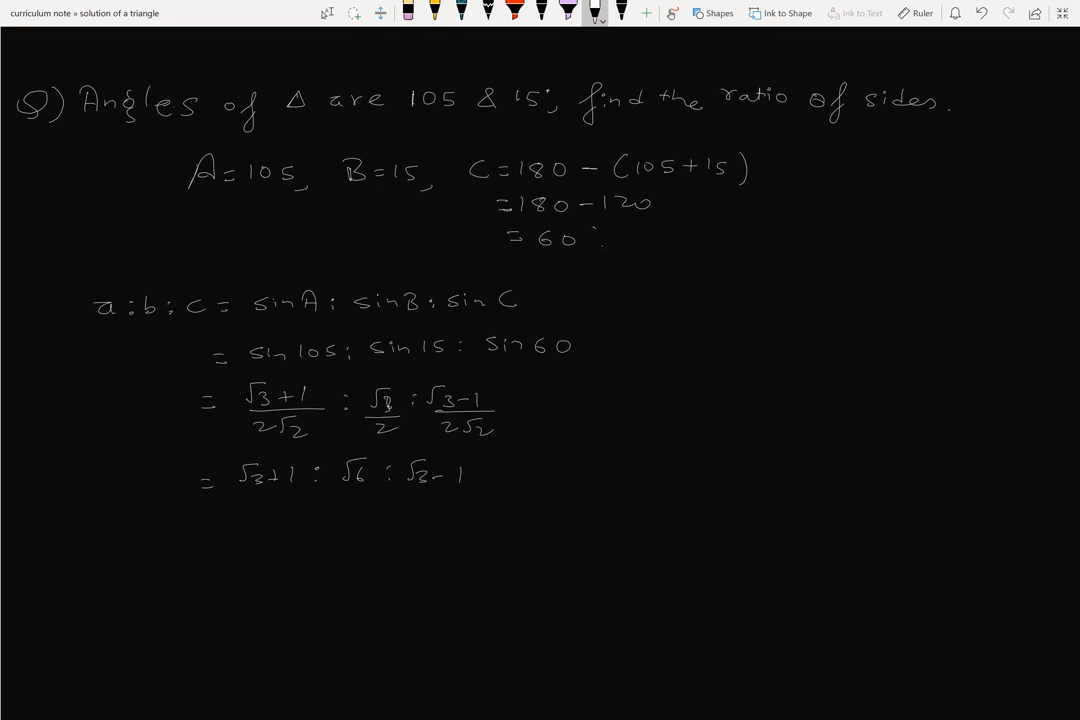 curriculum note » solution of a triangle
Shapes Ink to Shape Ink to Text Ruler
Q) Angles of Δ are 105 & 15°, find the ratio of sides.
A = 105, B = 15, C = 180 - (105 + 15)
= 180 - 120
= 60°.
a : b : c = sin A : sin B : sin C
= sin 105 : sin 15 : sin 60
= √3+1/2√2 : √3/2 : √3-1/2√2
= √3+1 : √6 : √3-1